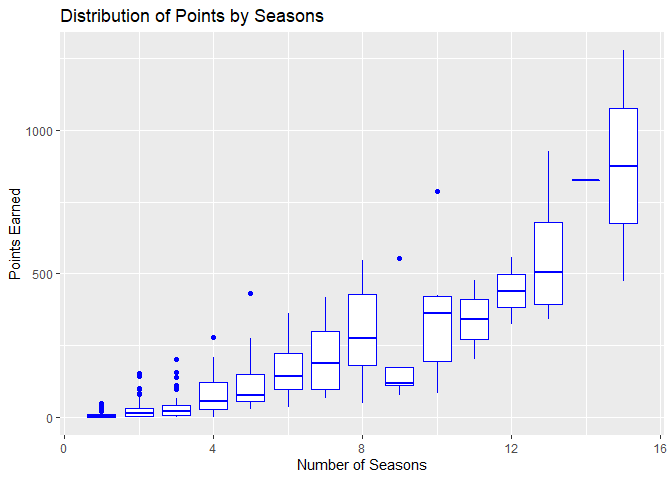 Distribution of Points by Seasons
Points Earned
1000
500
0
0 4 8 12 16
Number of Seasons